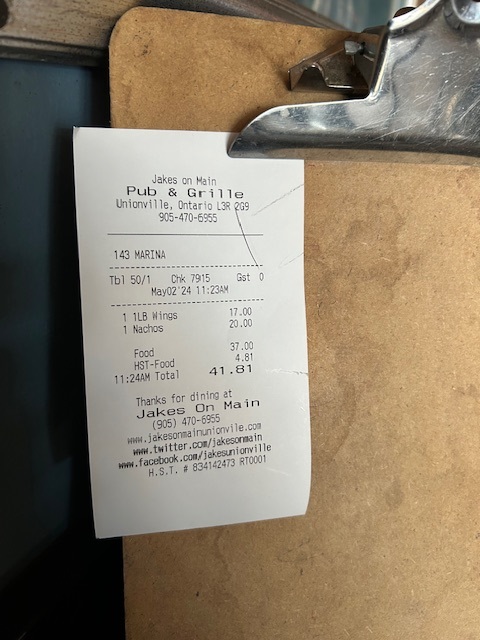 Jakes on Main
Pub & Grille
Unionville, Ontario L3R 2G9
905-470-6955
143 MARINA
Tbl 50/1 Chk 7915 Gst 0
May02'24 11:23AM
1 1LB Wings 17.00
1 Nachos 20.00
Food 37.00
HST-Food 4.81
11:24AM Total 41.81
Thanks for dining at
Jakes On Main
(905) 470-6955
www.jakesonmainunionville.com
www.twitter.com/jakesonmain
www.facebook.com/jakesunionville
H.S.T. # 834142473 RT0001